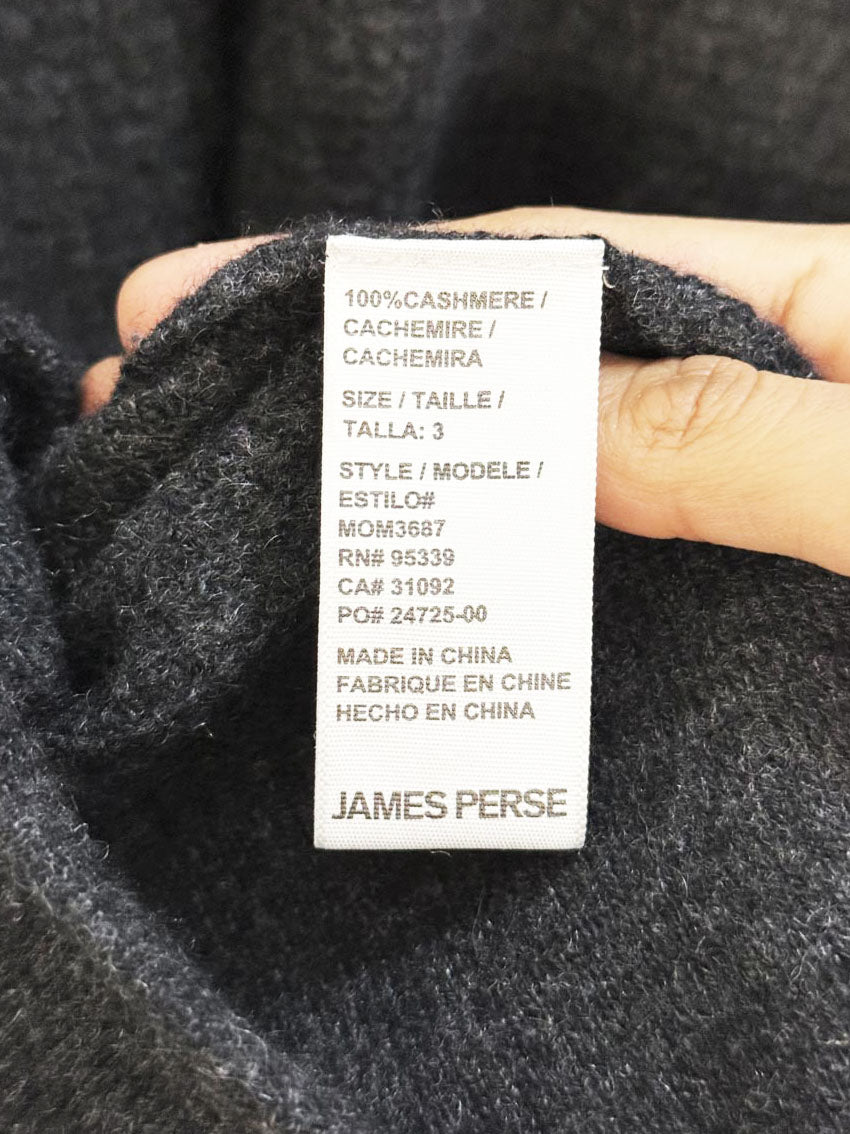 100%CASHMERE /
CACHEMIRE /
CACHEMIRA
SIZE / TAILLE /
TALLA: 3
STYLE / MODELE /
ESTILO#
MOM3687
RN# 95339
CA# 31092
PO# 24725-00
MADE IN CHINA
FABRIQUE EN CHINE
HECHO EN CHINA
JAMES PERSE